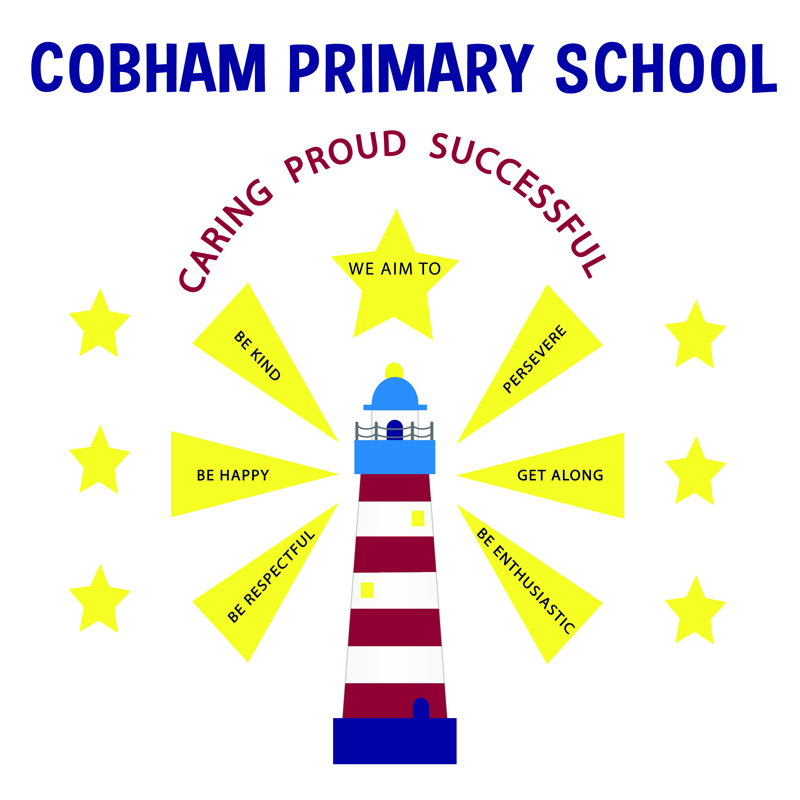 COBHAM PRIMARY SCHOOL
CARING PROUD SUCCESSFUL
WE AIM TO
BE KIND
PERSEVERE
BE HAPPY
GET ALONG
BE RESPECTFUL
BE ENTHUSIASTIC